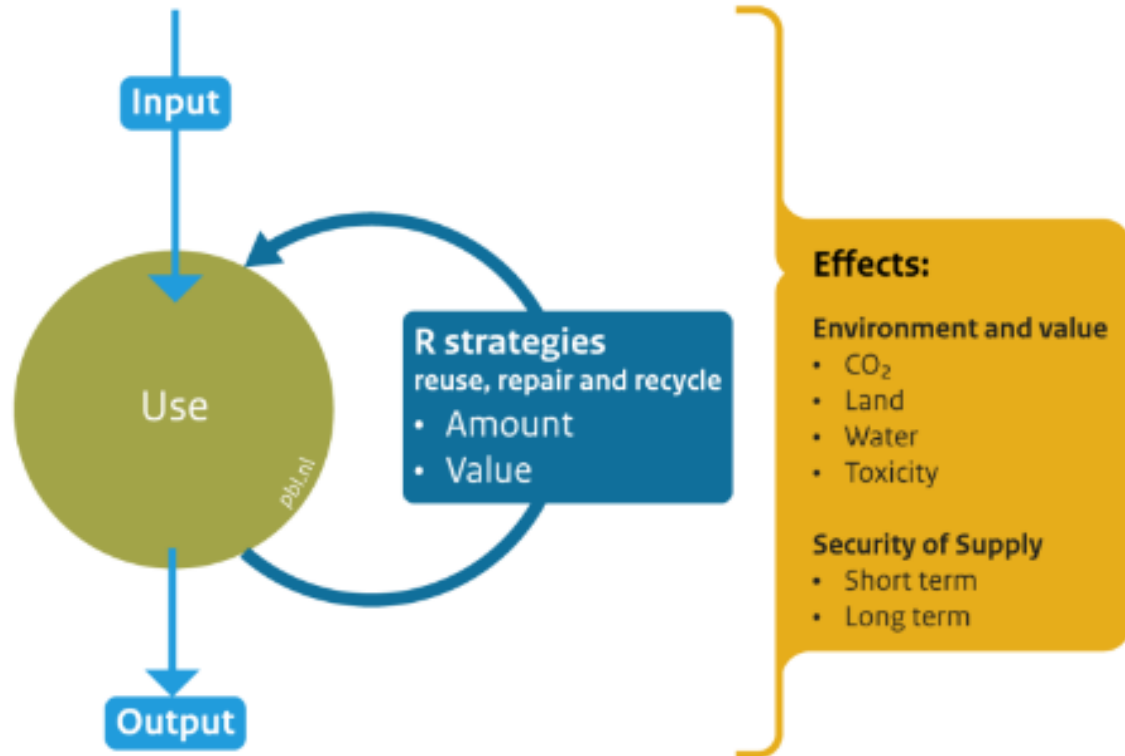 Input
Use
pbl.nl
Output
R strategies
reuse, repair and recycle
• Amount
• Value
Effects:
Environment and value
• CO₂
• Land
• Water
• Toxicity
Security of Supply
• Short term
• Long term